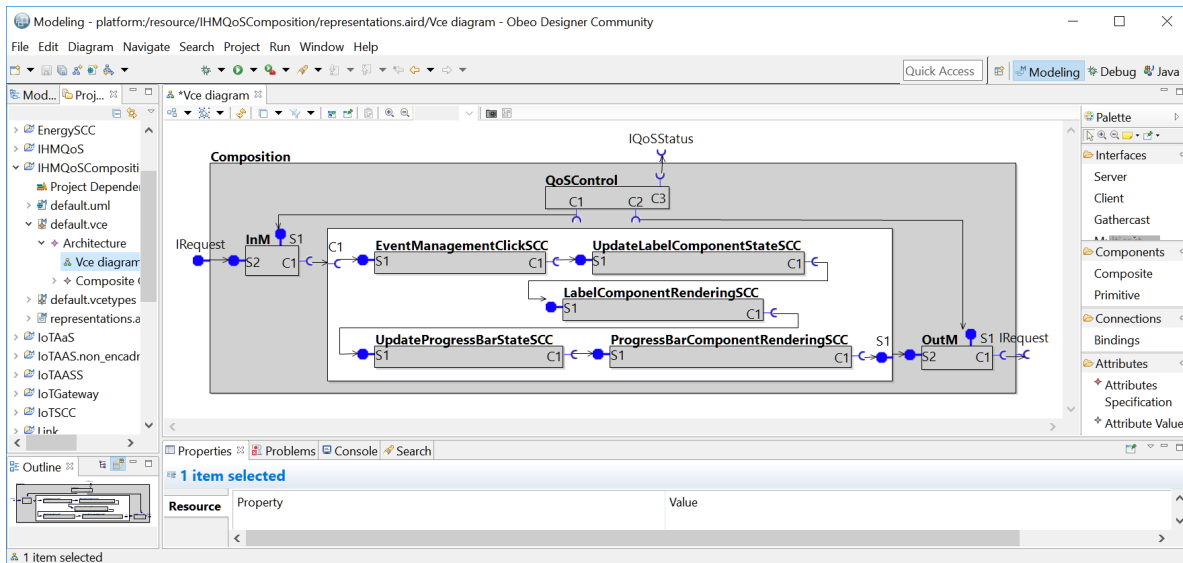 Modeling - platform:/resource/IHMQoSComposition/representations.aird/Vce diagram - Obeo Designer Community
File Edit Diagram Navigate Search Project Run Window Help
Quick Access
Modeling
Debug
Java
Mod...
Proj...
EnergySCC
IHMQoS
IHMQoSCompositi
Project Depender
default.uml
default.vce
Architecture
Vce diagram
Composite
default.vcetypes
representations.a
IoTAaS
IoTAAS.non_encadr
IoTAASS
IoTGateway
IoTSCC
Link
Outline
*Vce diagram
IQoSStatus
Composition
QoSControl
C1 C2 C3
IRequest
InM
S1
S2 C1
C1
EventManagementClickSCC
S1 C1
UpdateLabelComponentStateSCC
S1 C1
LabelComponentRenderingSCC
S1 C1
UpdateProgressBarStateSCC
S1 C1
ProgressBarComponentRenderingSCC
S1 C1
S1
OutM
S1 IRequest
S2 C1
Palette
Interfaces
Server
Client
Gathercast
Components
Composite
Primitive
Connections
Bindings
Attributes
Attributes
Specification
Attribute Value
Properties
Problems
Console
Search
1 item selected
Resource
Property Value
1 item selected